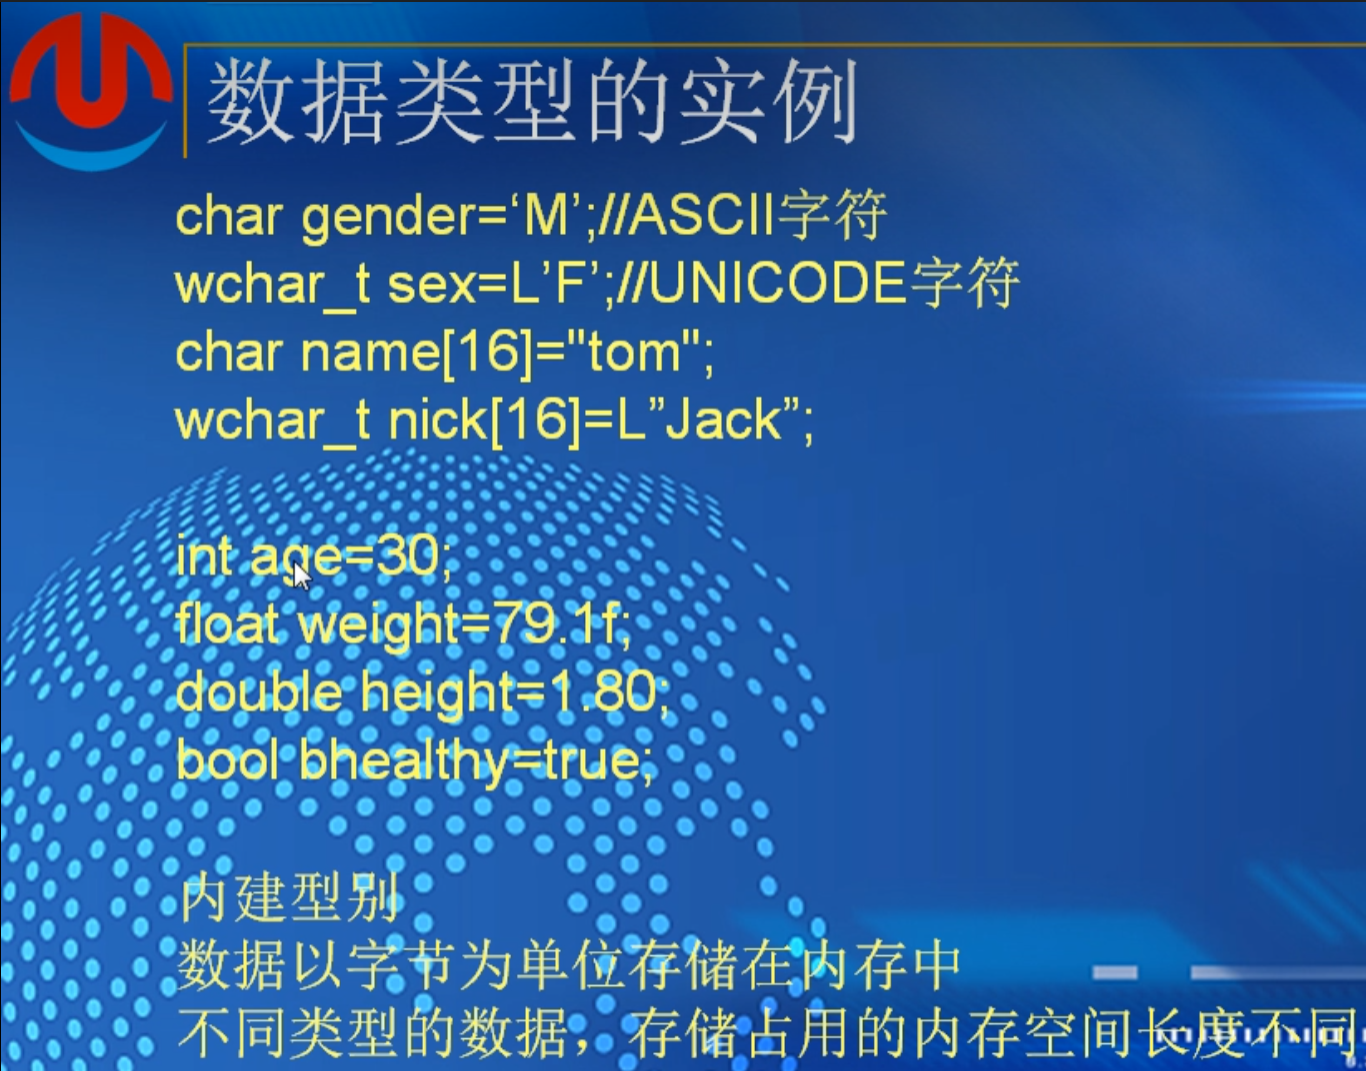 数据类型的实例
char gender=‘M’;//ASCII字符
wchar_t sex=L’F’;//UNICODE字符
char name[16]="tom";
wchar_t nick[16]=L”Jack”;
int age=30;
float weight=79.1f;
double height=1.80;
bool bhealthy=true;
内建型别
数据以字节为单位存储在内存中
不同类型的数据，存储占用的内存空间长度不同